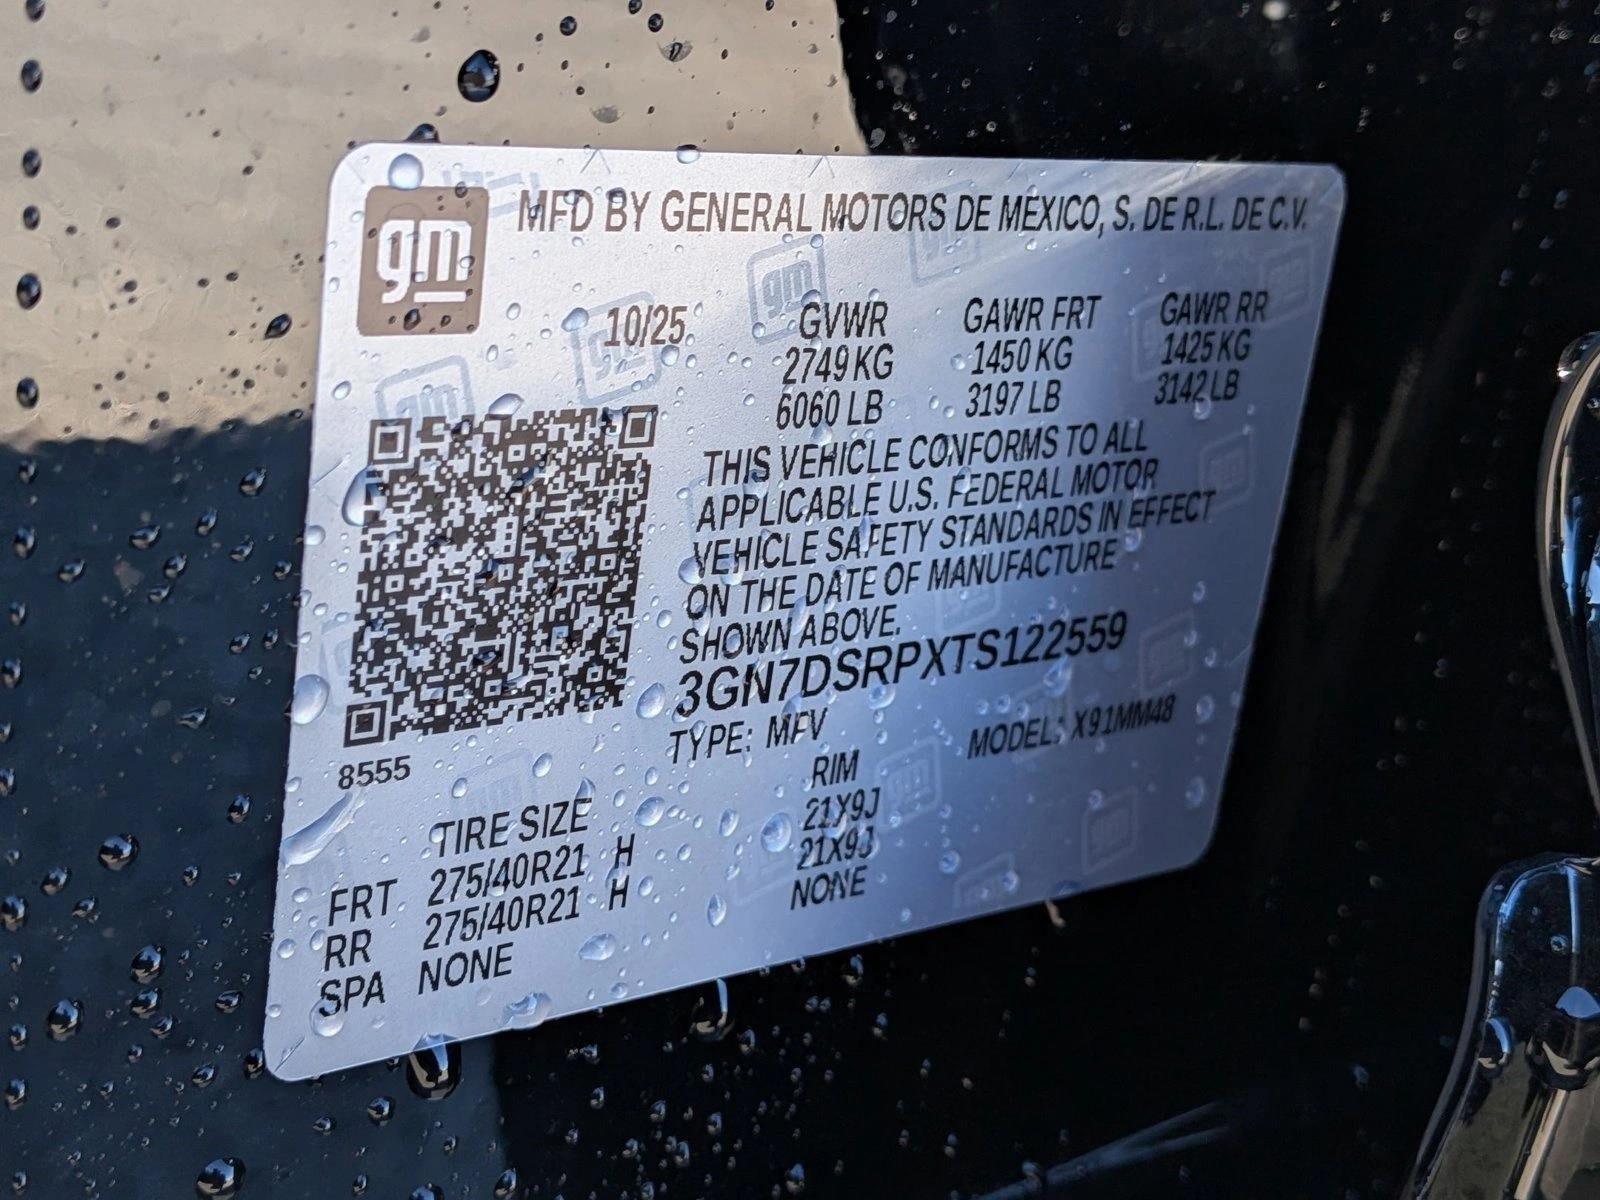 gm
MFD BY GENERAL MOTORS DE MEXICO, S. DE R.L. DE C.V.
10/25 GVWR GAWR FRT GAWR RR
2749 KG 1450 KG 1425 KG
6060 LB 3197 LB 3142 LB
THIS VEHICLE CONFORMS TO ALL
APPLICABLE U.S. FEDERAL MOTOR
VEHICLE SAFETY STANDARDS IN EFFECT
ON THE DATE OF MANUFACTURE
SHOWN ABOVE.
3GN7DSRPXTS122559
TYPE: MPV MODEL: X91MM48
8555
TIRE SIZE RIM
FRT 275/40R21 H 21X9J
RR 275/40R21 H 21X9J
SPA NONE NONE